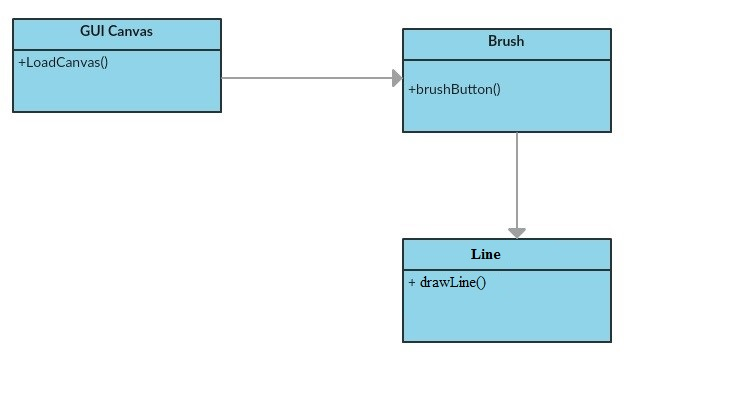 GUI Canvas
+LoadCanvas()
Brush
+brushButton()
Line
+ drawLine()